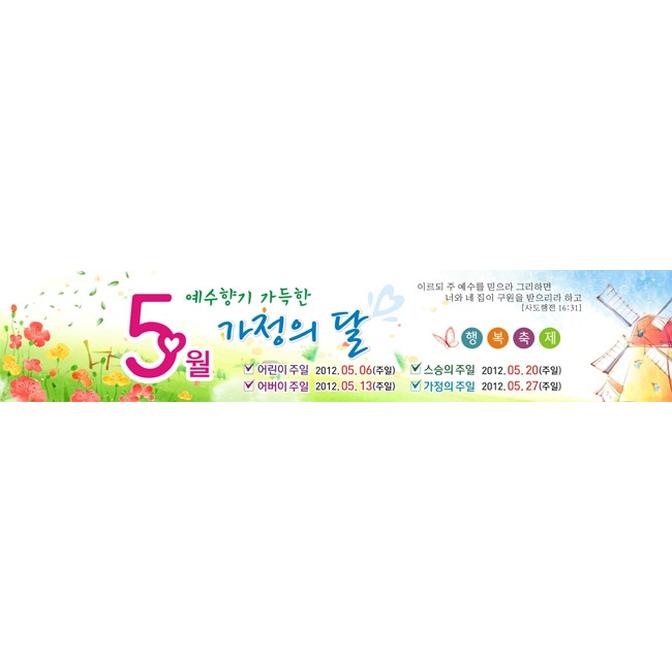 예수향기 가득한
5월 가정의 달
이르되 주 예수를 믿으라 그리하면
너와 네 집이 구원을 받으리라 하고
[사도행전 16:31]
행복축제
어린이 주일 2012. 05. 06(주일)
어버이 주일 2012. 05. 13(주일)
스승의 주일 2012. 05. 20(주일)
가정의 주일 2012. 05. 27(주일)